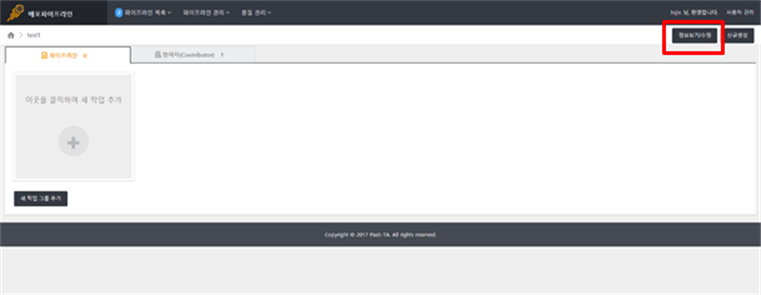 배포파이프라인
2 파이프라인 목록
파이프라인 관리
품질 관리
hjjin 님, 환영합니다.
사용자 관리
test1
정보보기/수정
신규생성
파이프라인 0
참여자(Contributor) 1
이곳을 클릭하여 새 작업 추가
새 작업 그룹 추가
Copyright © 2017 PaaS-TA. All rights reserved.